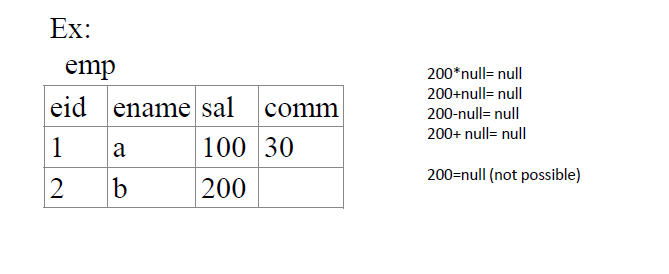 Ex:
emp
eid ename sal comm
1 a 100 30
2 b 200
200*null= null
200+null= null
200-null= null
200+ null= null
200=null (not possible)